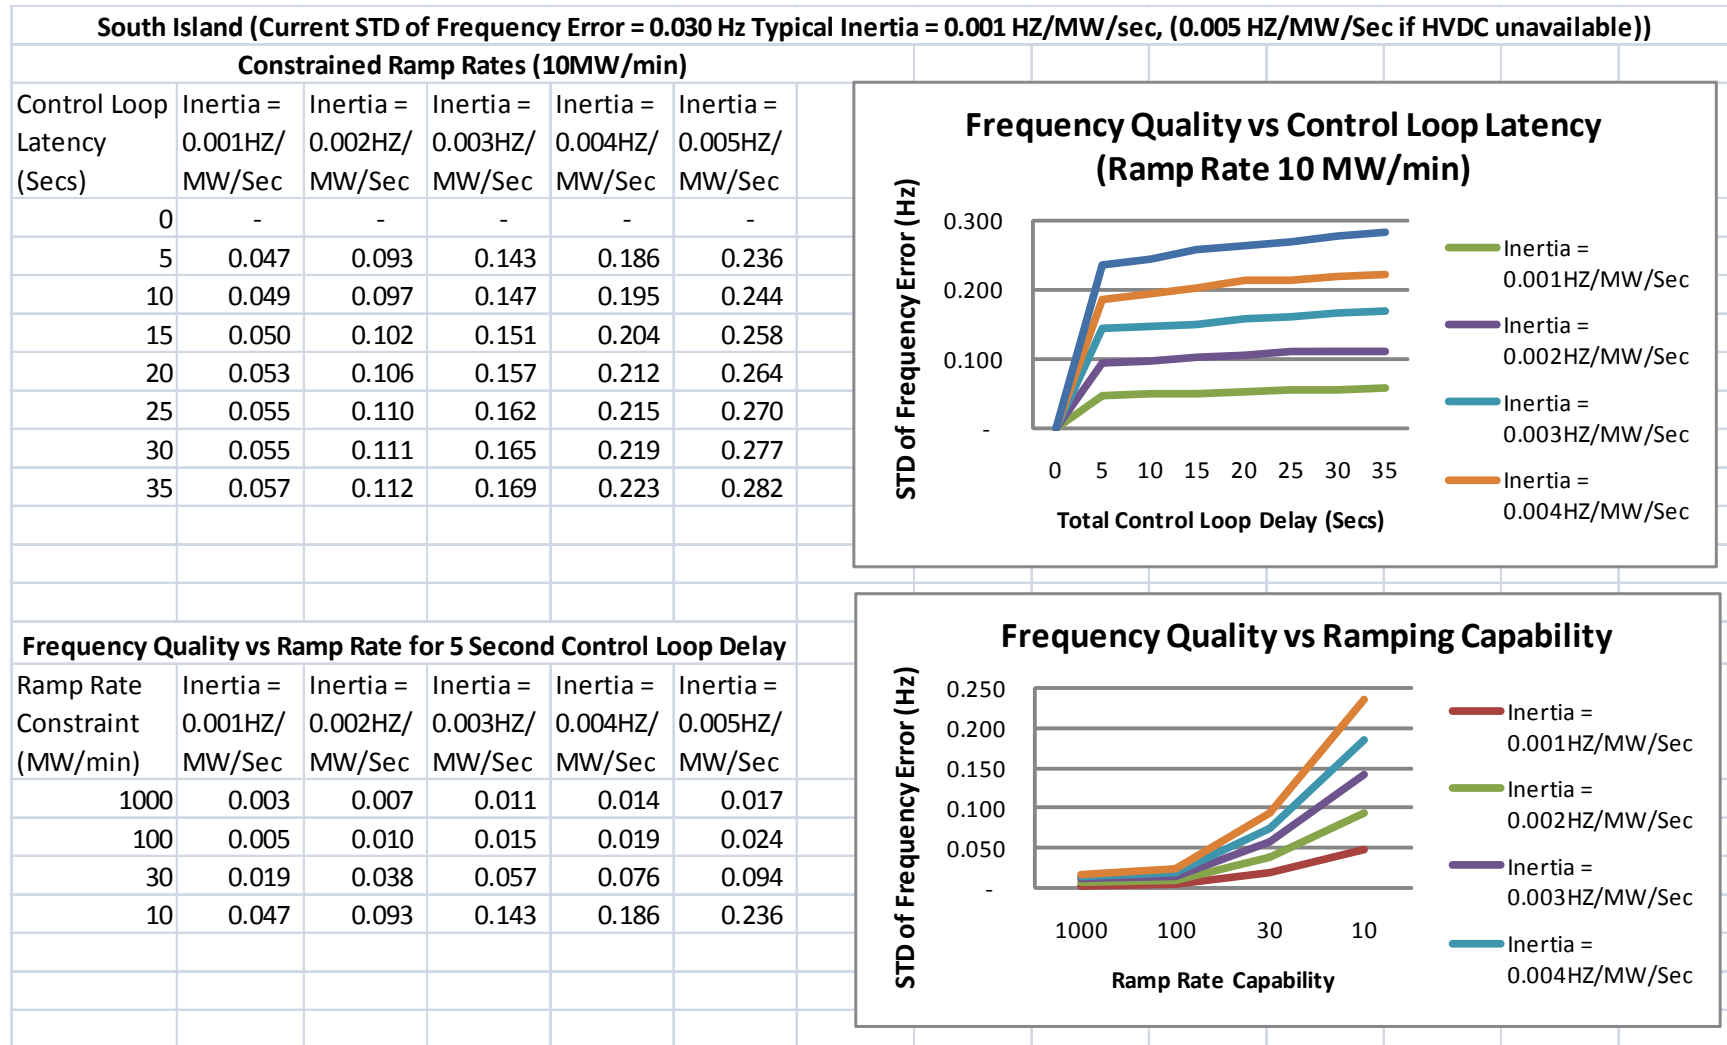 South Island (Current STD of Frequency Error = 0.030 Hz Typical Inertia = 0.001 HZ/MW/sec, (0.005 HZ/MW/Sec if HVDC unavailable))
Constrained Ramp Rates (10MW/min)
Control Loop Latency (Secs) Inertia = 0.001HZ/MW/Sec Inertia = 0.002HZ/MW/Sec Inertia = 0.003HZ/MW/Sec Inertia = 0.004HZ/MW/Sec Inertia = 0.005HZ/MW/Sec
0 - - - - -
5 0.047 0.093 0.143 0.186 0.236
10 0.049 0.097 0.147 0.195 0.244
15 0.050 0.102 0.151 0.204 0.258
20 0.053 0.106 0.157 0.212 0.264
25 0.055 0.110 0.162 0.215 0.270
30 0.055 0.111 0.165 0.219 0.277
35 0.057 0.112 0.169 0.223 0.282
Frequency Quality vs Control Loop Latency
(Ramp Rate 10 MW/min)
STD of Frequency Error (Hz)
0.300
0.200
0.100
-
0 5 10 15 20 25 30 35
Total Control Loop Delay (Secs)
Inertia =
0.001HZ/MW/Sec
Inertia =
0.002HZ/MW/Sec
Inertia =
0.003HZ/MW/Sec
Inertia =
0.004HZ/MW/Sec
Frequency Quality vs Ramp Rate for 5 Second Control Loop Delay
Ramp Rate Constraint (MW/min) Inertia = 0.001HZ/MW/Sec Inertia = 0.002HZ/MW/Sec Inertia = 0.003HZ/MW/Sec Inertia = 0.004HZ/MW/Sec Inertia = 0.005HZ/MW/Sec
1000 0.003 0.007 0.011 0.014 0.017
100 0.005 0.010 0.015 0.019 0.024
30 0.019 0.038 0.057 0.076 0.094
10 0.047 0.093 0.143 0.186 0.236
Frequency Quality vs Ramping Capability
STD of Frequency Error (Hz)
0.250
0.200
0.150
0.100
0.050
-
1000 100 30 10
Ramp Rate Capability
Inertia =
0.001HZ/MW/Sec
Inertia =
0.002HZ/MW/Sec
Inertia =
0.003HZ/MW/Sec
Inertia =
0.004HZ/MW/Sec